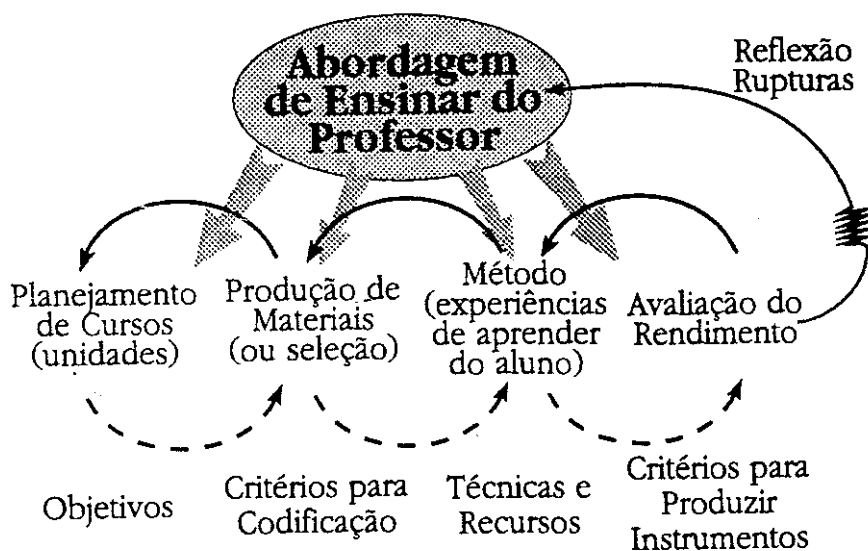 Abordagem
de Ensinar do
Professor
Reflexão
Rupturas
Planejamento
de Cursos
(unidades)
Produção de
Materiais
(ou seleção)
Método
(experiências
de aprender
do aluno)
Avaliação do
Rendimento
Objetivos
Critérios para
Codificação
Técnicas e
Recursos
Critérios para
Produzir
Instrumentos